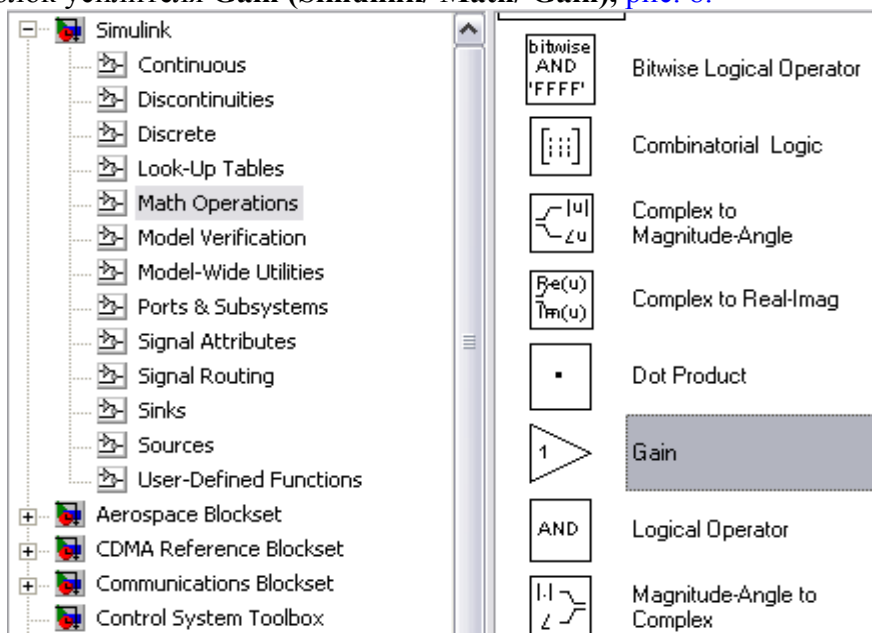 блок усилителя Gain (Simulink/ Math/ Gain), рис. 6.
Simulink
Continuous
Discontinuities
Discrete
Look-Up Tables
Math Operations
Model Verification
Model-Wide Utilities
Ports & Subsystems
Signal Attributes
Signal Routing
Sinks
Sources
User-Defined Functions
Aerospace Blockset
CDMA Reference Blockset
Communications Blockset
Control System Toolbox
bitwise
AND
'FFFF'
Bitwise Logical Operator
Combinatorial Logic
|u|
∠u
Complex to
Magnitude-Angle
Re(u)
Im(u)
Complex to Real-Imag
Dot Product
1
Gain
AND
Logical Operator
|.|
∠
Magnitude-Angle to
Complex